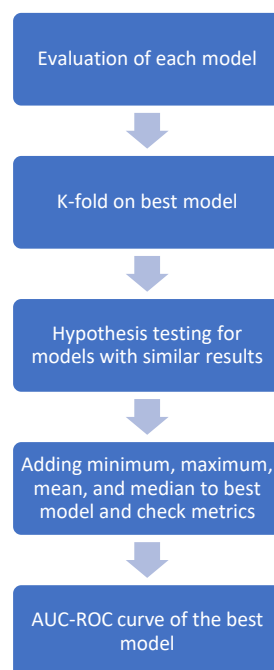 Evaluation of each model
K-fold on best model
Hypothesis testing for
models with similar results
Adding minimum, maximum,
mean, and median to best
model and check metrics
AUC-ROC curve of the best
model